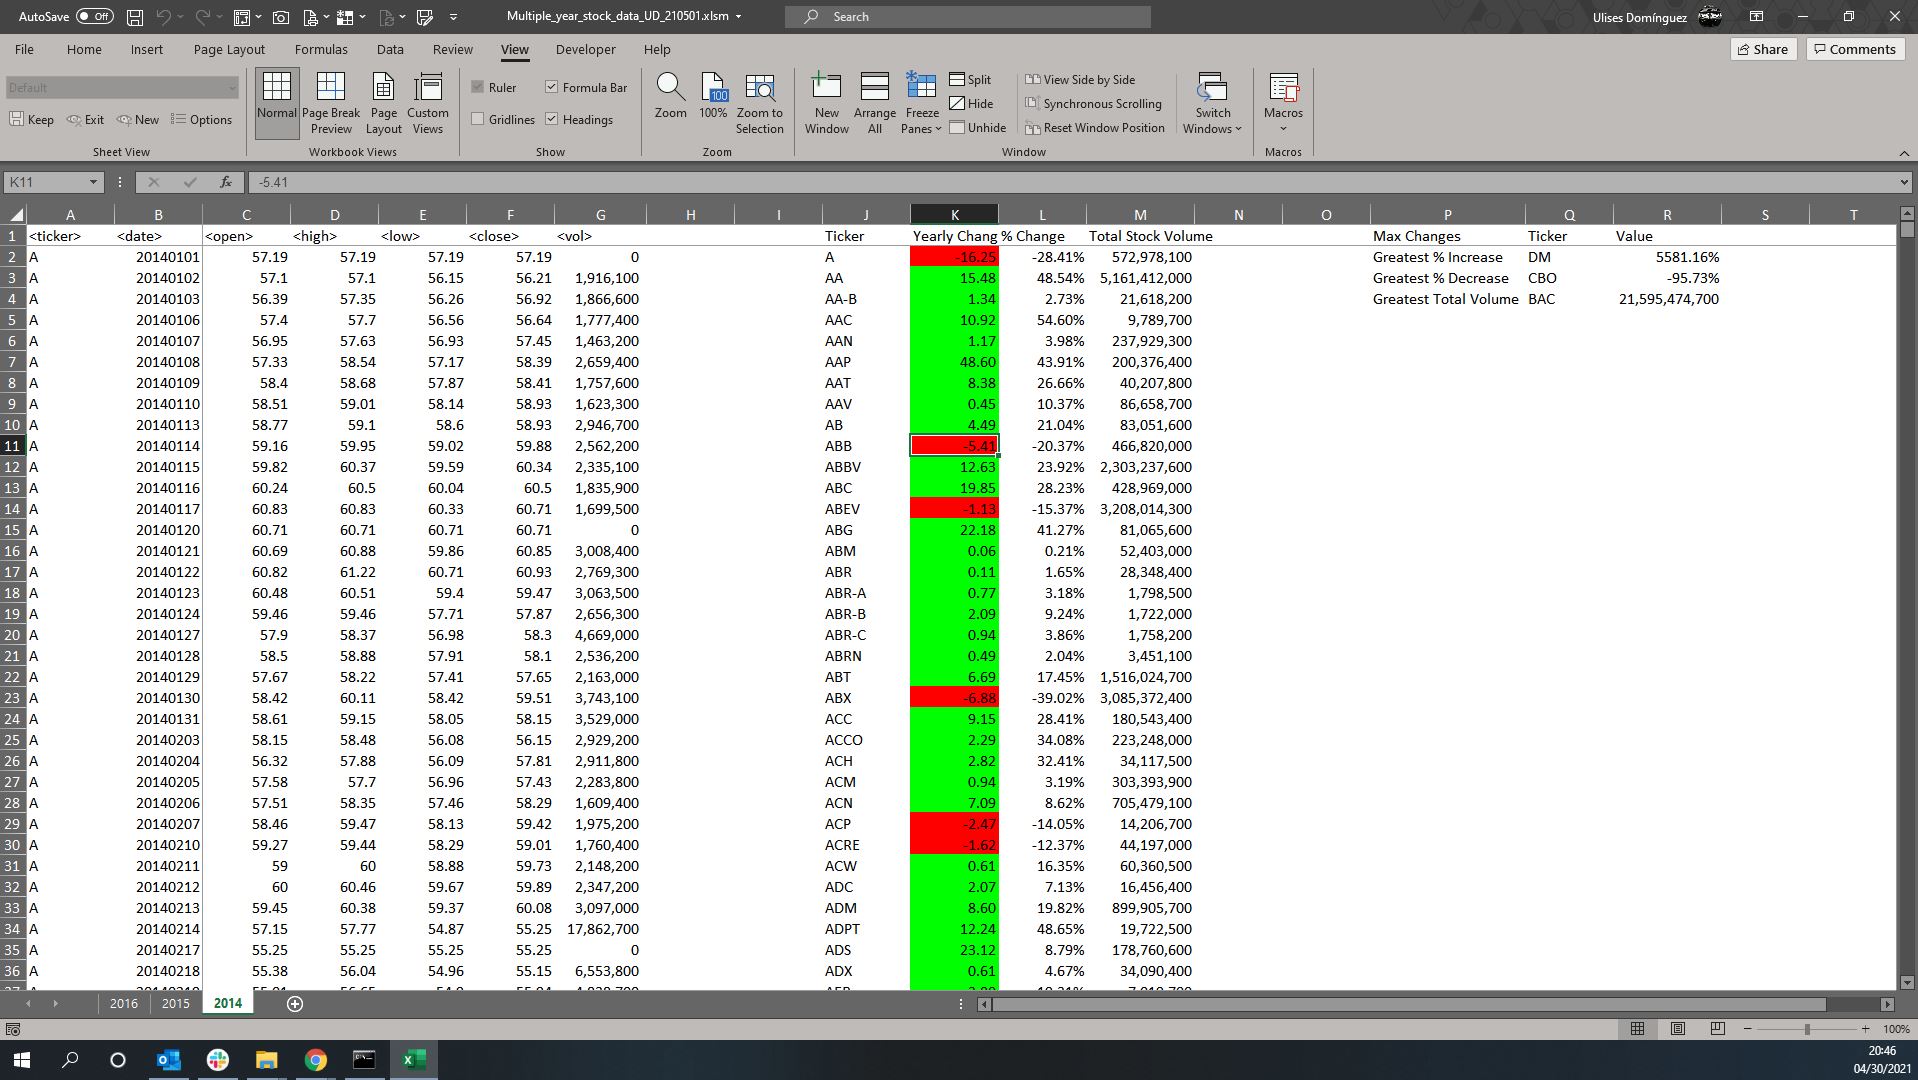 AutoSave Off Multiple_year_stock_data_UD_210501.xlsm Search Ulises Domínguez
File Home Insert Page Layout Formulas Data Review View Developer Help Share Comments
Default
Keep Exit New Options
Sheet View
Normal Page Break Preview Page Layout Custom Views
Workbook Views
Ruler Formula Bar
Gridlines Headings
Show
Zoom 100 100% Zoom to Selection
Zoom
New Window Arrange All Freeze Panes Split Hide Unhide
View Side by Side
Synchronous Scrolling
Reset Window Position
Switch Windows
Window
Macros
Macros
K11 fx -5.41
A B C D E F G H I J K L M N O P Q R S T
1 <ticker> <date> <open> <high> <low> <close> <vol> Ticker Yearly Chang % Change Total Stock Volume Max Changes Ticker Value
2 A 20140101 57.19 57.19 57.19 57.19 0 A -16.25 -28.41% 572,978,100 Greatest % Increase DM 5581.16%
3 A 20140102 57.1 57.1 56.15 56.21 1,916,100 AA 15.48 48.54% 5,161,412,000 Greatest % Decrease CBO -95.73%
4 A 20140103 56.39 57.35 56.26 56.92 1,866,600 AA-B 1.34 2.73% 21,618,200 Greatest Total Volume BAC 21,595,474,700
5 A 20140106 57.4 57.7 56.56 56.64 1,777,400 AAC 10.92 54.60% 9,789,700
6 A 20140107 56.95 57.63 56.93 57.45 1,463,200 AAN 1.17 3.98% 237,929,300
7 A 20140108 57.33 58.54 57.17 58.39 2,659,400 AAP 48.60 43.91% 200,376,400
8 A 20140109 58.4 58.68 57.87 58.41 1,757,600 AAT 8.38 26.66% 40,207,800
9 A 20140110 58.51 59.01 58.14 58.93 1,623,300 AAV 0.45 10.37% 86,658,700
10 A 20140113 58.77 59.1 58.6 58.93 2,946,700 AB 4.49 21.04% 83,051,600
11 A 20140114 59.16 59.95 59.02 59.88 2,562,200 ABB -5.41 -20.37% 466,820,000
12 A 20140115 59.82 60.37 59.59 60.34 2,335,100 ABBV 12.63 23.92% 2,303,237,600
13 A 20140116 60.24 60.5 60.04 60.5 1,835,900 ABC 19.85 28.23% 428,969,000
14 A 20140117 60.83 60.83 60.33 60.71 1,699,500 ABEV -1.13 -15.37% 3,208,014,300
15 A 20140120 60.71 60.71 60.71 60.71 0 ABG 22.18 41.27% 81,065,600
16 A 20140121 60.69 60.88 59.86 60.85 3,008,400 ABM 0.06 0.21% 52,403,000
17 A 20140122 60.82 61.22 60.71 60.93 2,769,300 ABR 0.11 1.65% 28,348,400
18 A 20140123 60.48 60.51 59.4 59.47 3,063,500 ABR-A 0.77 3.18% 1,798,500
19 A 20140124 59.46 59.46 57.71 57.87 2,656,300 ABR-B 2.09 9.24% 1,722,000
20 A 20140127 57.9 58.37 56.98 58.3 4,669,000 ABR-C 0.94 3.86% 1,758,200
21 A 20140128 58.5 58.88 57.91 58.1 2,536,200 ABRN 0.49 2.04% 3,451,100
22 A 20140129 57.67 58.22 57.41 57.65 2,163,000 ABT 6.69 17.45% 1,516,024,700
23 A 20140130 58.42 60.11 58.42 59.51 3,743,100 ABX -6.88 -39.02% 3,085,372,400
24 A 20140131 58.61 59.15 58.05 58.15 3,529,000 ACC 9.15 28.41% 180,543,400
25 A 20140203 58.15 58.48 56.08 56.15 2,929,200 ACCO 2.29 34.08% 223,248,000
26 A 20140204 56.32 57.88 56.09 57.81 2,911,800 ACH 2.82 32.41% 34,117,500
27 A 20140205 57.58 57.7 56.96 57.43 2,283,800 ACM 0.94 3.19% 303,393,900
28 A 20140206 57.51 58.35 57.46 58.29 1,609,400 ACN 7.09 8.62% 705,479,100
29 A 20140207 58.46 59.47 58.13 59.42 1,975,200 ACP -2.47 -14.05% 14,206,700
30 A 20140210 59.27 59.44 58.29 59.01 1,760,400 ACRE -1.62 -12.37% 44,197,000
31 A 20140211 59 60 58.88 59.73 2,148,200 ACW 0.61 16.35% 60,360,500
32 A 20140212 60 60.46 59.67 59.89 2,347,200 ADC 2.07 7.13% 16,456,400
33 A 20140213 59.45 60.38 59.37 60.08 3,097,000 ADM 8.60 19.82% 899,905,700
34 A 20140214 57.15 57.77 54.87 55.25 17,862,700 ADPT 12.24 48.65% 19,722,500
35 A 20140217 55.25 55.25 55.25 55.25 0 ADS 23.12 8.79% 178,760,600
36 A 20140218 55.38 56.04 54.96 55.15 6,553,800 ADX 0.61 4.67% 34,090,400
2016 2015 2014
100%
20:46
04/30/2021